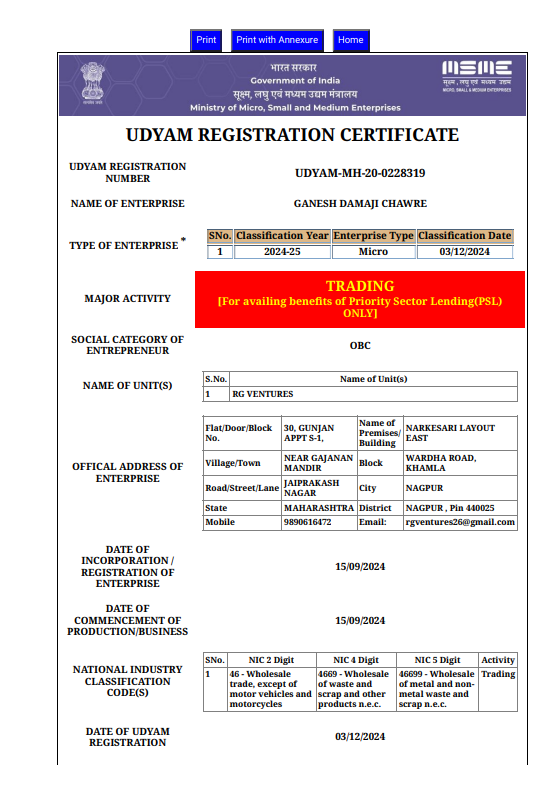 Print
Print with Annexure
Home
भारत सरकार
Government of India
सूक्ष्म, लघु एवं मध्यम उद्यम मंत्रालय
Ministry of Micro, Small and Medium Enterprises
MSME
सूक्ष्म, लघु एवं मध्यम उद्यम
MICRO, SMALL & MEDIUM ENTERPRISES
UDYAM REGISTRATION CERTIFICATE
UDYAM REGISTRATION
NUMBER
UDYAM-MH-20-0228319
NAME OF ENTERPRISE
GANESH DAMAJI CHAWRE
TYPE OF ENTERPRISE *
SNo. Classification Year Enterprise Type Classification Date
1 2024-25 Micro 03/12/2024
MAJOR ACTIVITY
TRADING
[For availing benefits of Priority Sector Lending(PSL)
ONLY]
SOCIAL CATEGORY OF
ENTREPRENEUR
OBC
NAME OF UNIT(S)
S.No. Name of Unit(s)
1 RG VENTURES
OFFICAL ADDRESS OF
ENTERPRISE
Flat/Door/Block
No.
30, GUNJAN
APPT S-1,
Name of
Premises/
Building
NARKESARI LAYOUT
EAST
Village/Town
NEAR GAJANAN
MANDIR
Block
WARDHA ROAD,
KHAMLA
Road/Street/Lane
JAIPRAKASH
NAGAR
City
NAGPUR
State
MAHARASHTRA
District
NAGPUR , Pin 440025
Mobile
9890616472
Email:
rgventures26@gmail.com
DATE OF
INCORPORATION /
REGISTRATION OF
ENTERPRISE
15/09/2024
DATE OF
COMMENCEMENT OF
PRODUCTION/BUSINESS
15/09/2024
NATIONAL INDUSTRY
CLASSIFICATION
CODE(S)
SNo. NIC 2 Digit NIC 4 Digit NIC 5 Digit Activity
1
46 - Wholesale
trade, except of
motor vehicles and
motorcycles
4669 - Wholesale
of waste and
scrap and other
products n.e.c.
46699 - Wholesale
of metal and non-
metal waste and
scrap n.e.c.
Trading
DATE OF UDYAM
REGISTRATION
03/12/2024